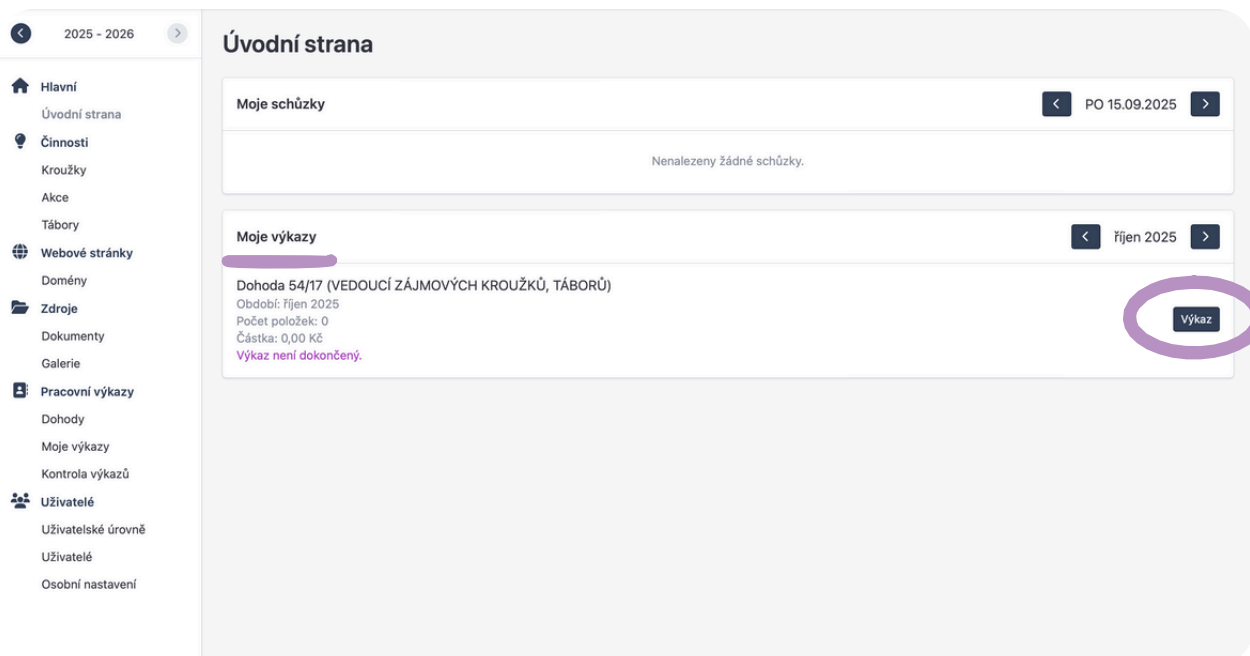 2025 - 2026
Hlavní
Úvodní strana
Činnosti
Kroužky
Akce
Tábory
Webové stránky
Domény
Zdroje
Dokumenty
Galerie
Pracovní výkazy
Dohody
Moje výkazy
Kontrola výkazů
Uživatelé
Uživatelské úrovně
Uživatelé
Osobní nastavení
Úvodní strana
Moje schůzky
PO 15.09.2025
Nenalezeny žádné schůzky.
Moje výkazy
říjen 2025
Dohoda 54/17 (VEDOUCÍ ZÁJMOVÝCH KROUŽKŮ, TÁBORŮ)
Období: říjen 2025
Počet položek: 0
Částka: 0,00 Kč
Výkaz není dokončený.
Výkaz